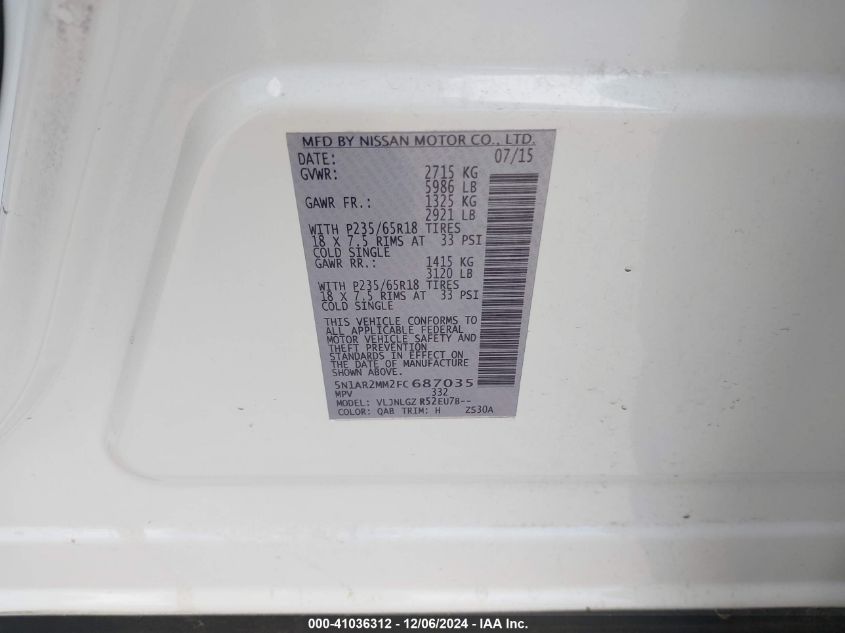 MFD BY NISSAN MOTOR CO., LTD.
DATE: 07/15
GVWR: 2715 KG
5986 LB
GAWR FR.: 1325 KG
2921 LB
WITH P235/65R18 TIRES
18 X 7.5 RIMS AT 33 PSI
COLD SINGLE
GAWR RR.: 1415 KG
3120 LB
WITH P235/65R18 TIRES
18 X 7.5 RIMS AT 33 PSI
COLD SINGLE
THIS VEHICLE CONFORMS TO
ALL APPLICABLE FEDERAL
MOTOR VEHICLE SAFETY AND
THEFT PREVENTION
STANDARDS IN EFFECT ON
THE DATE OF MANUFACTURE
SHOWN ABOVE.
5N1AR2MM2FC687035
MPV 332
MODEL: VLJNLGZ R52EU7B--
COLOR: QAB TRIM: H ZS30A
000-41036312 - 12/06/2024 - IAA Inc.